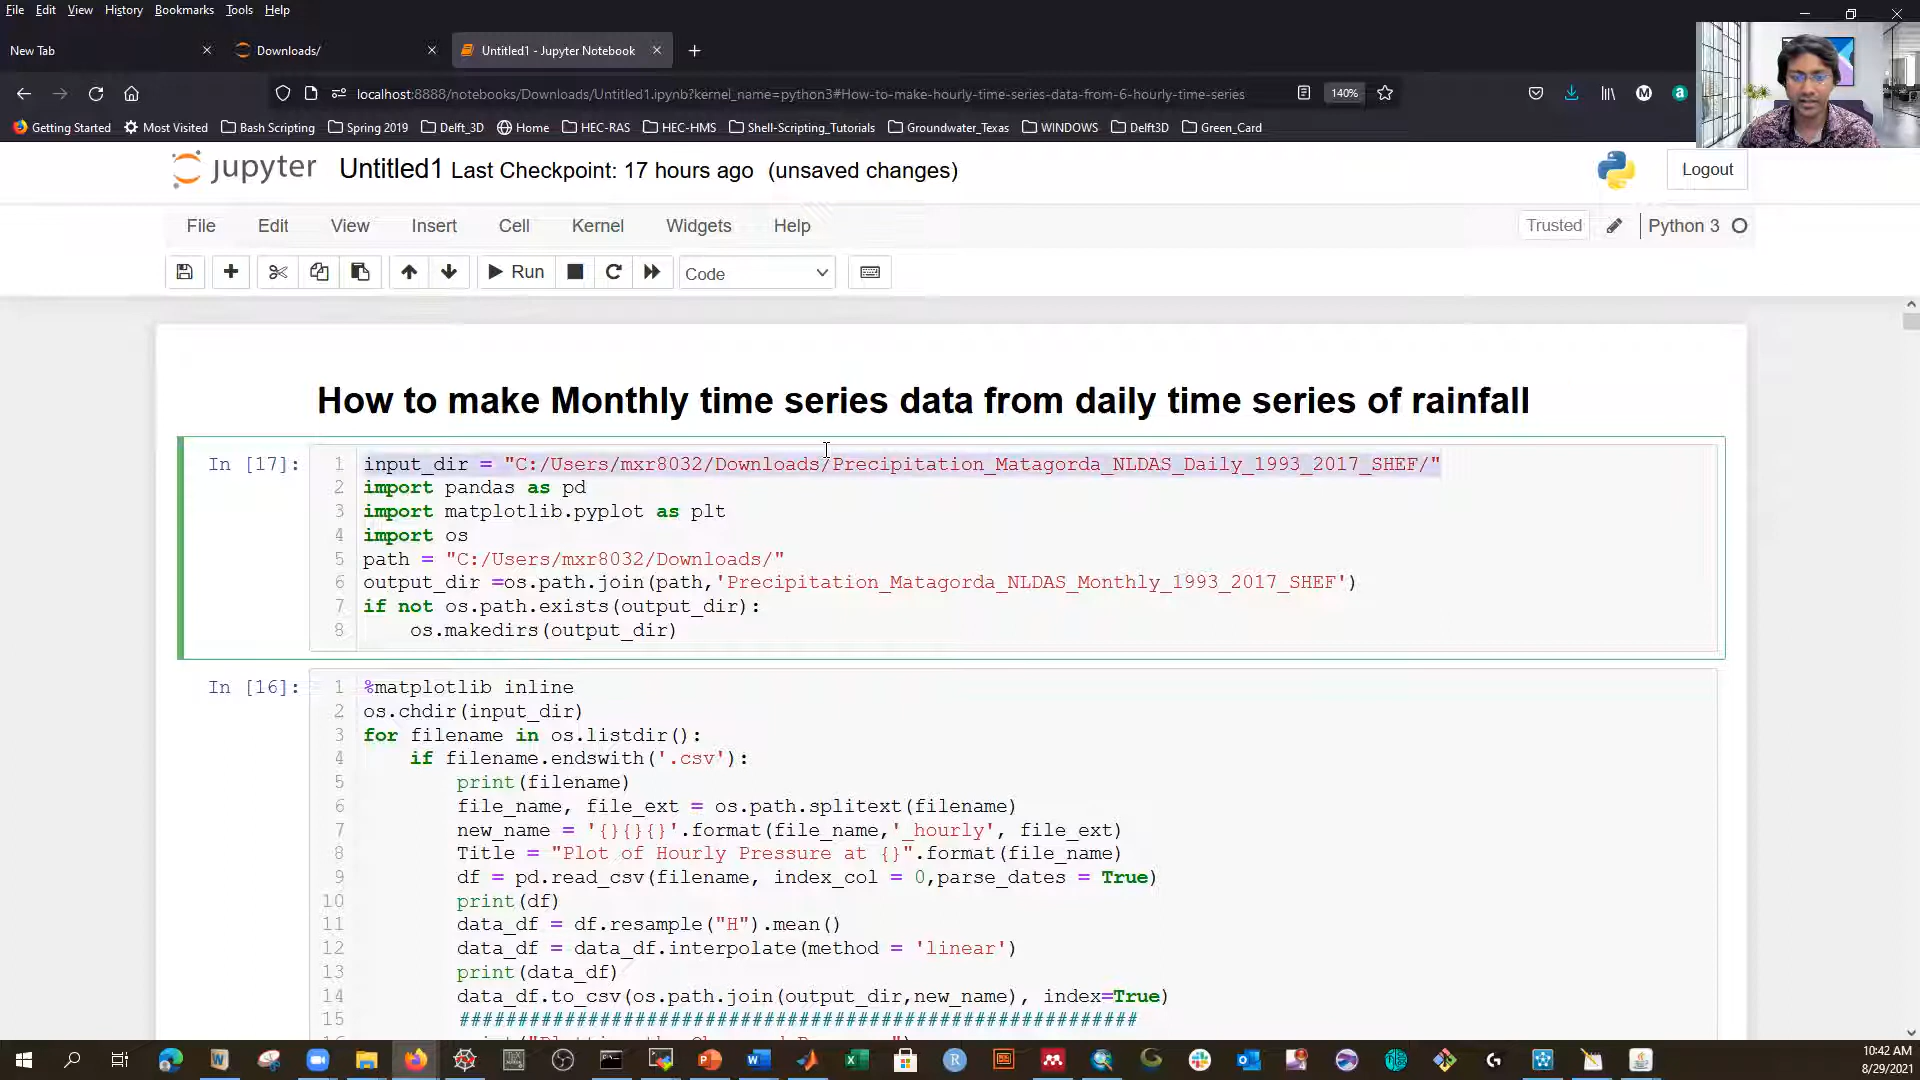 File Edit View History Bookmarks Tools Help
New Tab
Downloads/
Untitled1 - Jupyter Notebook
localhost:8888/notebooks/Downloads/Untitled1.ipynb?kernel_name=python3#How-to-make-hourly-time-series-data-from-6-hourly-time-series
140%
Getting Started Most Visited Bash Scripting Spring 2019 Delft_3D Home HEC-RAS HEC-HMS Shell-Scripting_Tutorials Groundwater_Texas WINDOWS Delft3D Green_Card
jupyter Untitled1 Last Checkpoint: 17 hours ago (unsaved changes)
Logout
File Edit View Insert Cell Kernel Widgets Help
Trusted Python 3
Run Code
How to make Monthly time series data from daily time series of rainfall
In [17]:
1 input_dir = "C:/Users/mxr8032/Downloads/Precipitation_Matagorda_NLDAS_Daily_1993_2017_SHEF/"
2 import pandas as pd
3 import matplotlib.pyplot as plt
4 import os
5 path = "C:/Users/mxr8032/Downloads/"
6 output_dir =os.path.join(path,'Precipitation_Matagorda_NLDAS_Monthly_1993_2017_SHEF')
7 if not os.path.exists(output_dir):
8     os.makedirs(output_dir)
In [16]:
1 %matplotlib inline
2 os.chdir(input_dir)
3 for filename in os.listdir():
4     if filename.endswith('.csv'):
5         print(filename)
6         file_name, file_ext = os.path.splitext(filename)
7         new_name = '{}{}{}'.format(file_name,'_hourly', file_ext)
8         Title = "Plot of Hourly Pressure at {}".format(file_name)
9         df = pd.read_csv(filename, index_col = 0,parse_dates = True)
10         print(df)
11         data_df = df.resample("H").mean()
12         data_df = data_df.interpolate(method = 'linear')
13         print(data_df)
14         data_df.to_csv(os.path.join(output_dir,new_name), index=True)
15         ##########################################################
10:42 AM
8/29/2021